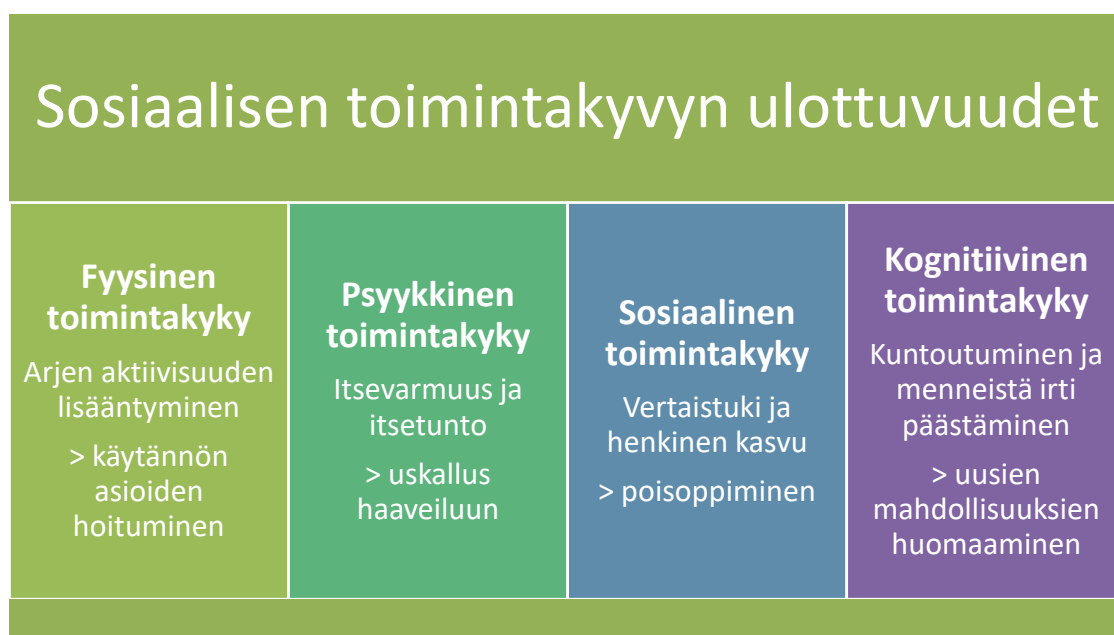 Sosiaalisen toimintakyvyn ulottuvuudet
Fyysinen
toimintakyky
Arjen aktiivisuuden
lisääntyminen
> käytännön
asioiden
hoituminen
Psyykkinen
toimintakyky
Itsevarmuus ja
itsetunto
> uskallus
haaveiluun
Sosiaalinen
toimintakyky
Vertaistuki ja
henkinen kasvu
> poisoppiminen
Kognitiivinen
toimintakyky
Kuntoutuminen ja
menneistä irti
päästäminen
> uusien
mahdollisuuksien
huomaaminen